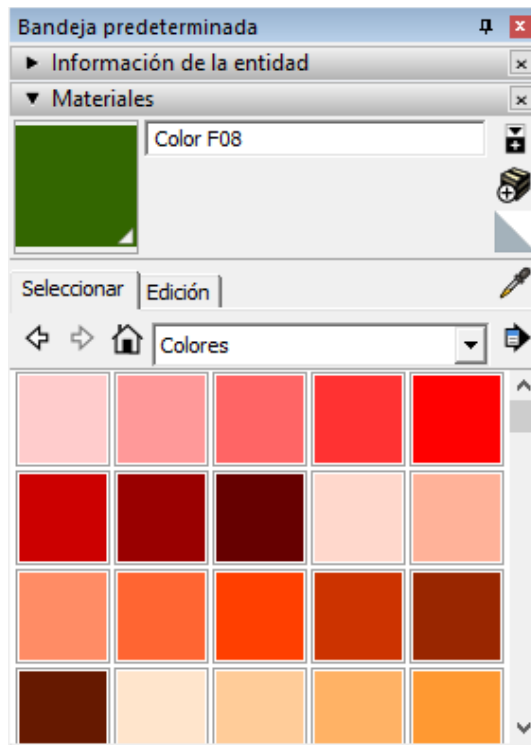 Bandeja predeterminada
Información de la entidad
Materiales
Color F08
Seleccionar Edición
Colores